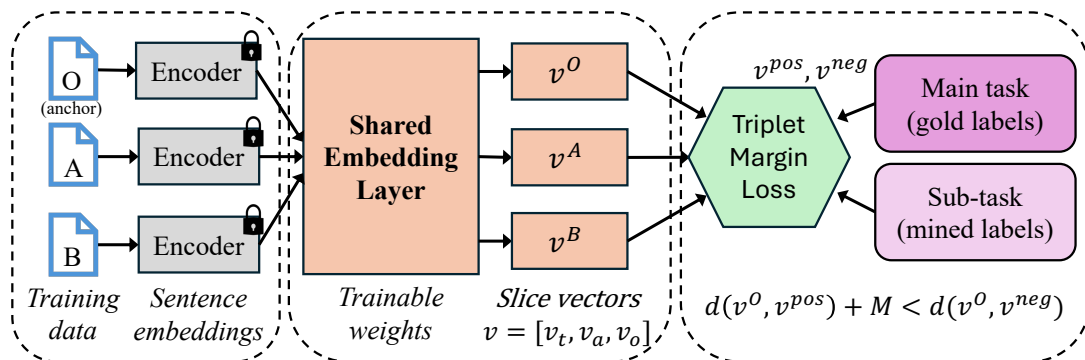 O
(anchor)
A
B
Training
data
Encoder
Encoder
Encoder
Sentence
embeddings
Shared
Embedding
Layer
Trainable
weights
v^O
v^A
v^B
Slice vectors
v = [v_t, v_a, v_o]
v^{pos}, v^{neg}
Triplet
Margin
Loss
Main task
(gold labels)
Sub-task
(mined labels)
d(v^O, v^{pos}) + M < d(v^O, v^{neg})